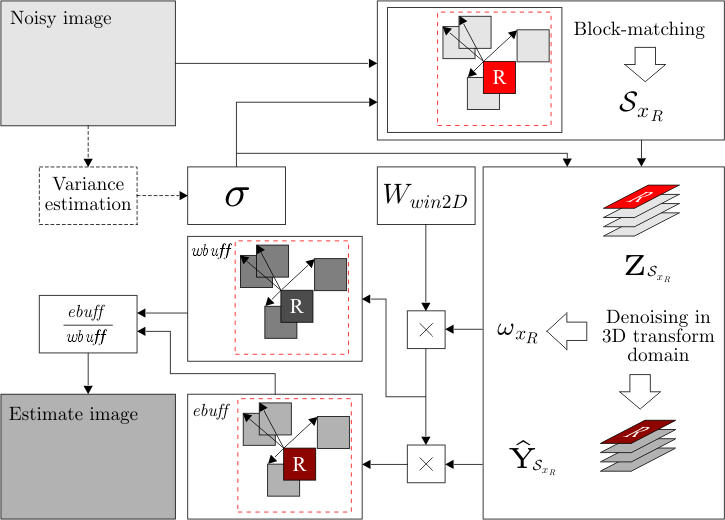 Noisy image
R
Block-matching
𝒮_{x_R}
Variance
estimation
σ
W_{win2D}
R
Z_{𝒮_{x_R}}
wbuff
R
ebuff
wbuff
×
ω_{x_R}
Denoising in
3D transform
domain
Estimate image
ebuff
R
×
Ŷ_{𝒮_{x_R}}
R